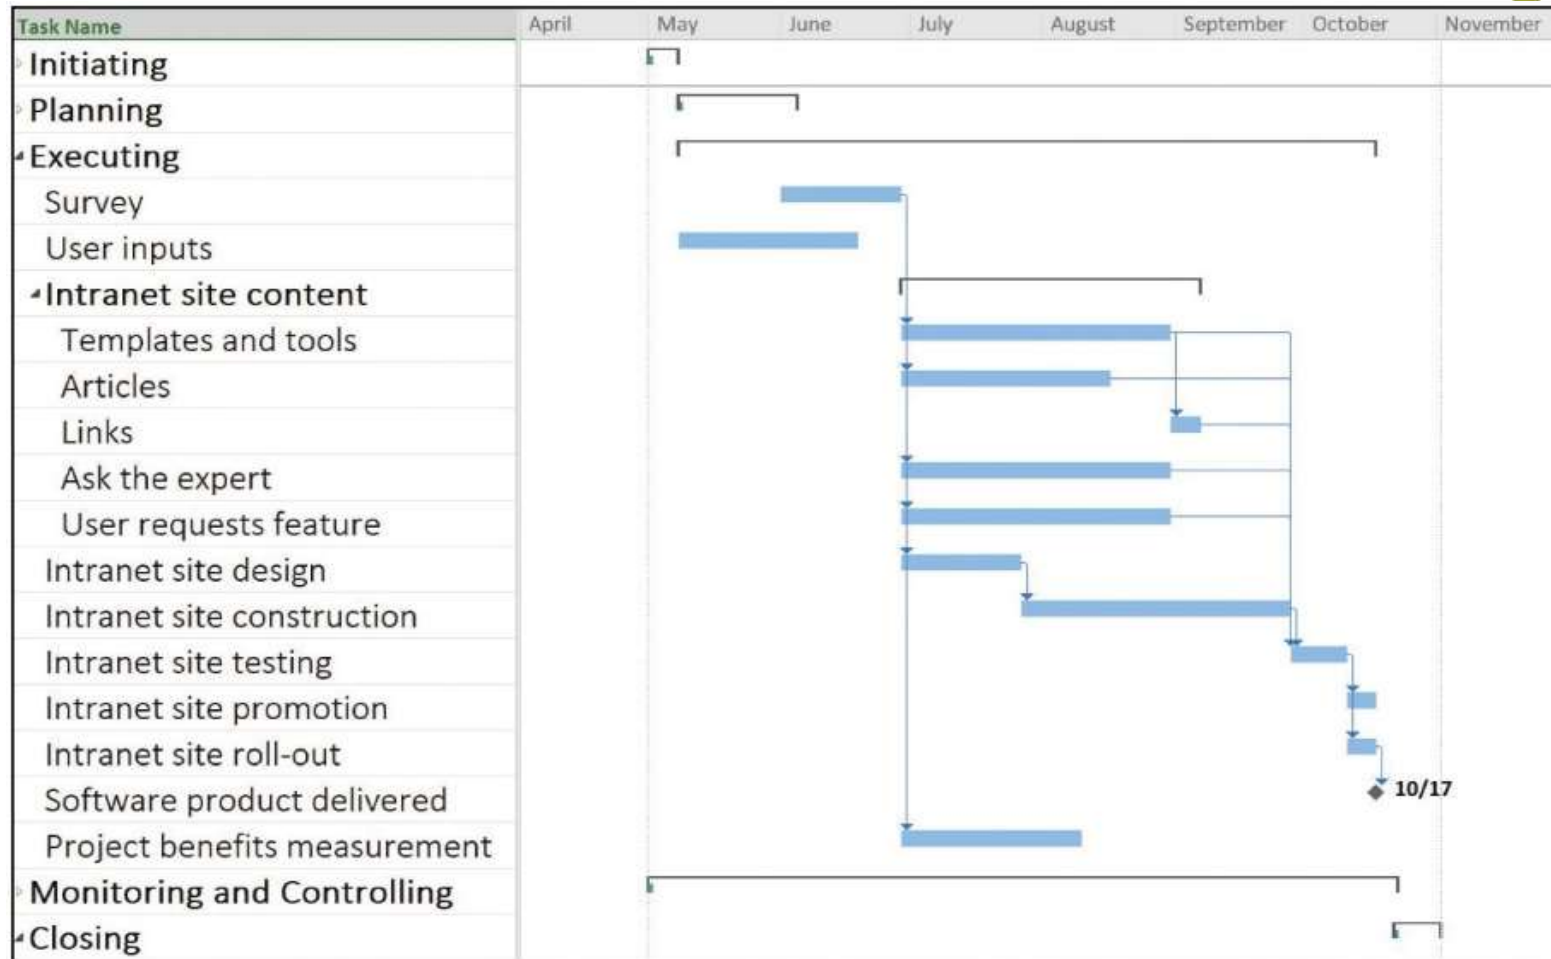 Task Name April May June July August September October November
Initiating
Planning
Executing
Survey
User inputs
Intranet site content
Templates and tools
Articles
Links
Ask the expert
User requests feature
Intranet site design
Intranet site construction
Intranet site testing
Intranet site promotion
Intranet site roll-out
Software product delivered 10/17
Project benefits measurement
Monitoring and Controlling
Closing